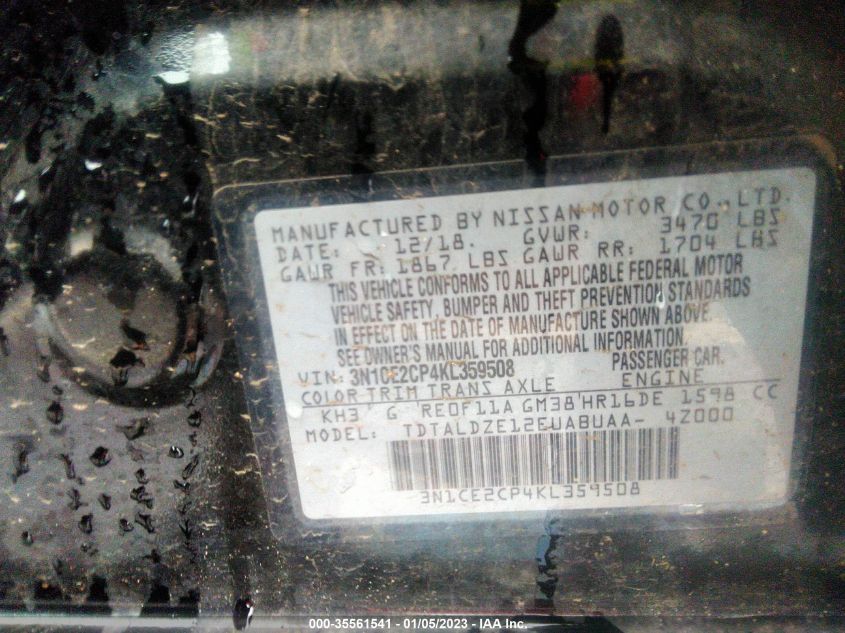 MANUFACTURED BY NISSAN MOTOR CO., LTD.
DATE: 12/18. GVWR: 3470 LBS
GAWR FR: 1867 LBS GAWR RR: 1704 LBS
THIS VEHICLE CONFORMS TO ALL APPLICABLE FEDERAL MOTOR
VEHICLE SAFETY, BUMPER AND THEFT PREVENTION STANDARDS
IN EFFECT ON THE DATE OF MANUFACTURE SHOWN ABOVE.
SEE OWNER'S MANUAL FOR ADDITIONAL INFORMATION.
VIN: 3N1CE2CP4KL359508 PASSENGER CAR.
COLOR TRIM TRANS AXLE ENGINE
KH3 G RE0F11A GM38 HR16DE 1598 CC
MODEL: TDTALDZE12EUABUAA- 4Z000
3N1CE2CP4KL359508
000-35561541 - 01/05/2023 - IAA Inc.